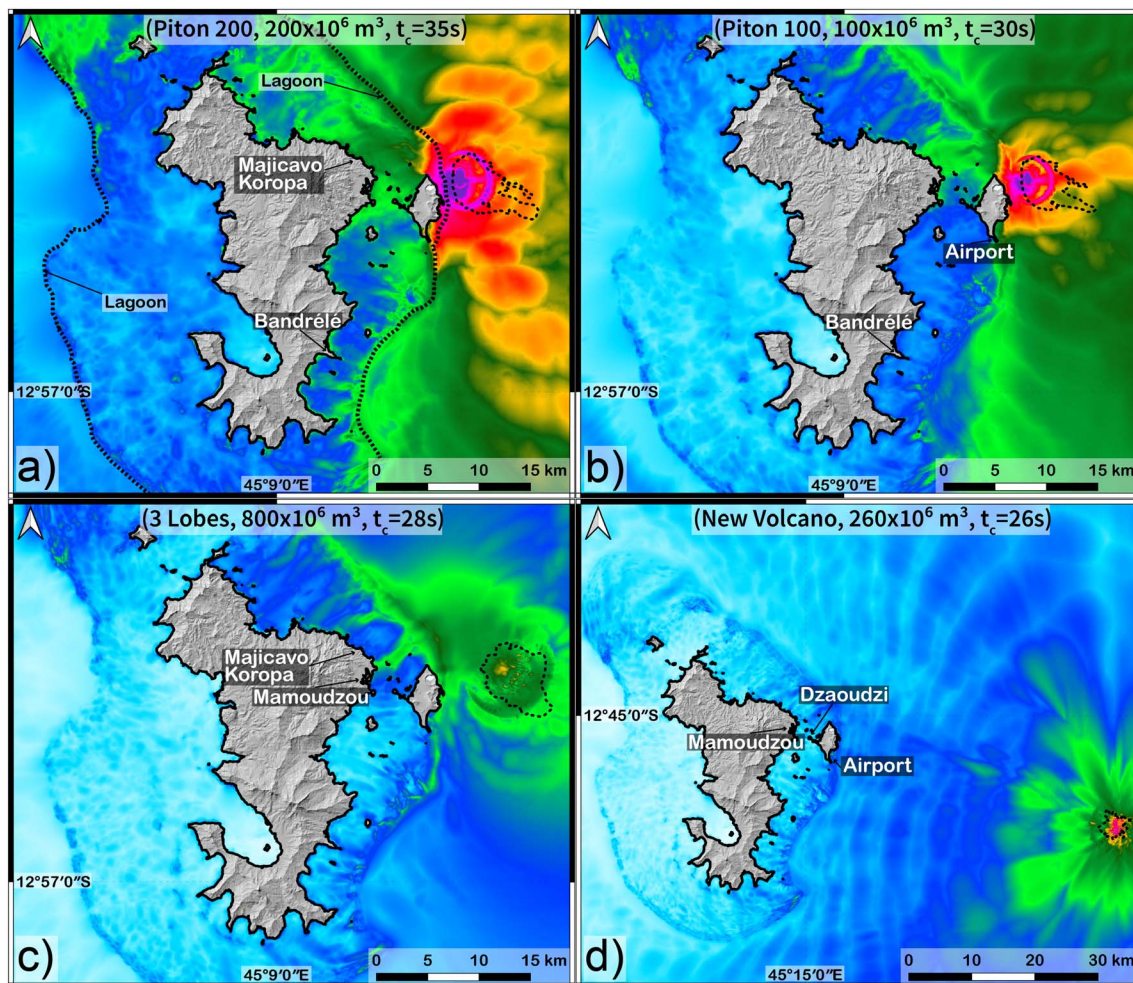 (Piton 200, 200x10⁶ m³, t_c=35s)
Lagoon
Majicavo
Koropa
Lagoon
Bandrélé
12°57'0"S
a)
0 5 10 15 km
45°9'0"E
(Piton 100, 100x10⁶ m³, t_c=30s)
Airport
Bandrélé
12°57'0"S
b)
0 5 10 15 km
45°9'0"E
(3 Lobes, 800x10⁶ m³, t_c=28s)
Majicavo
Koropa
Mamoudzou
12°57'0"S
c)
0 5 10 15 km
45°9'0"E
(New Volcano, 260x10⁶ m³, t_c=26s)
12°45'0"S
Dzaoudzi
Mamoudzou
Airport
d)
0 10 20 30 km
45°15'0"E